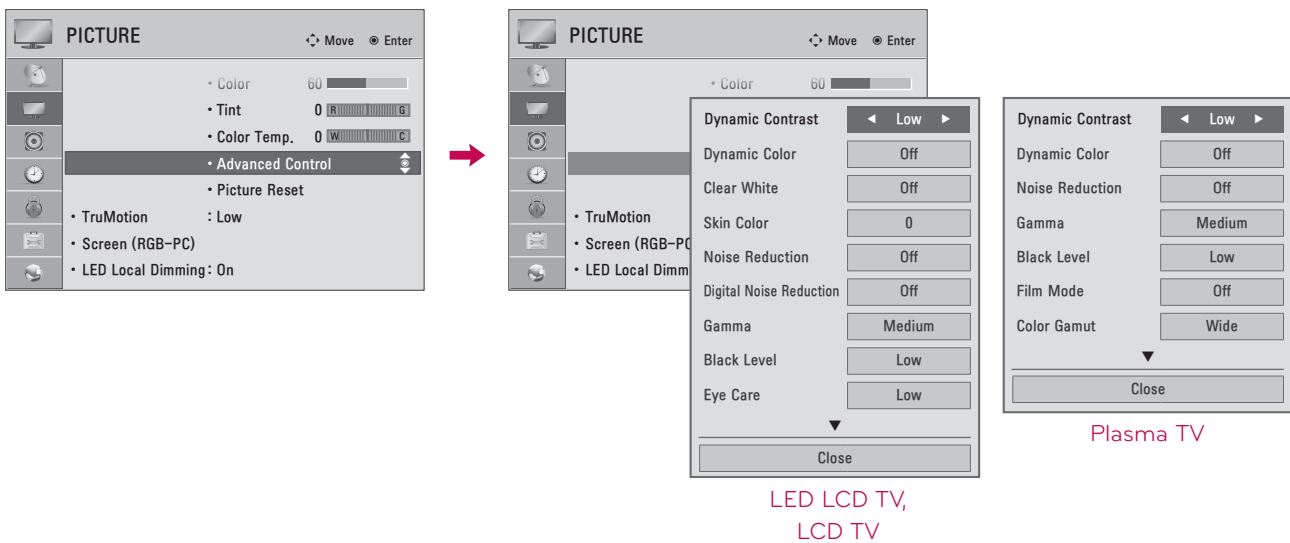 PICTURE
Move Enter
• Color 60
• Tint 0 R G
• Color Temp. 0 W C
• Advanced Control
• Picture Reset
• TruMotion : Low
• Screen (RGB-PC)
• LED Local Dimming: On
PICTURE
Move Enter
• Color 60
• TruMotion
• Screen (RGB-PC
• LED Local Dimm
Dynamic Contrast ◄ Low ►
Dynamic Color Off
Clear White Off
Skin Color 0
Noise Reduction Off
Digital Noise Reduction Off
Gamma Medium
Black Level Low
Eye Care Low
▼
Close
LED LCD TV,
LCD TV
Dynamic Contrast ◄ Low ►
Dynamic Color Off
Noise Reduction Off
Gamma Medium
Black Level Low
Film Mode Off
Color Gamut Wide
▼
Close
Plasma TV